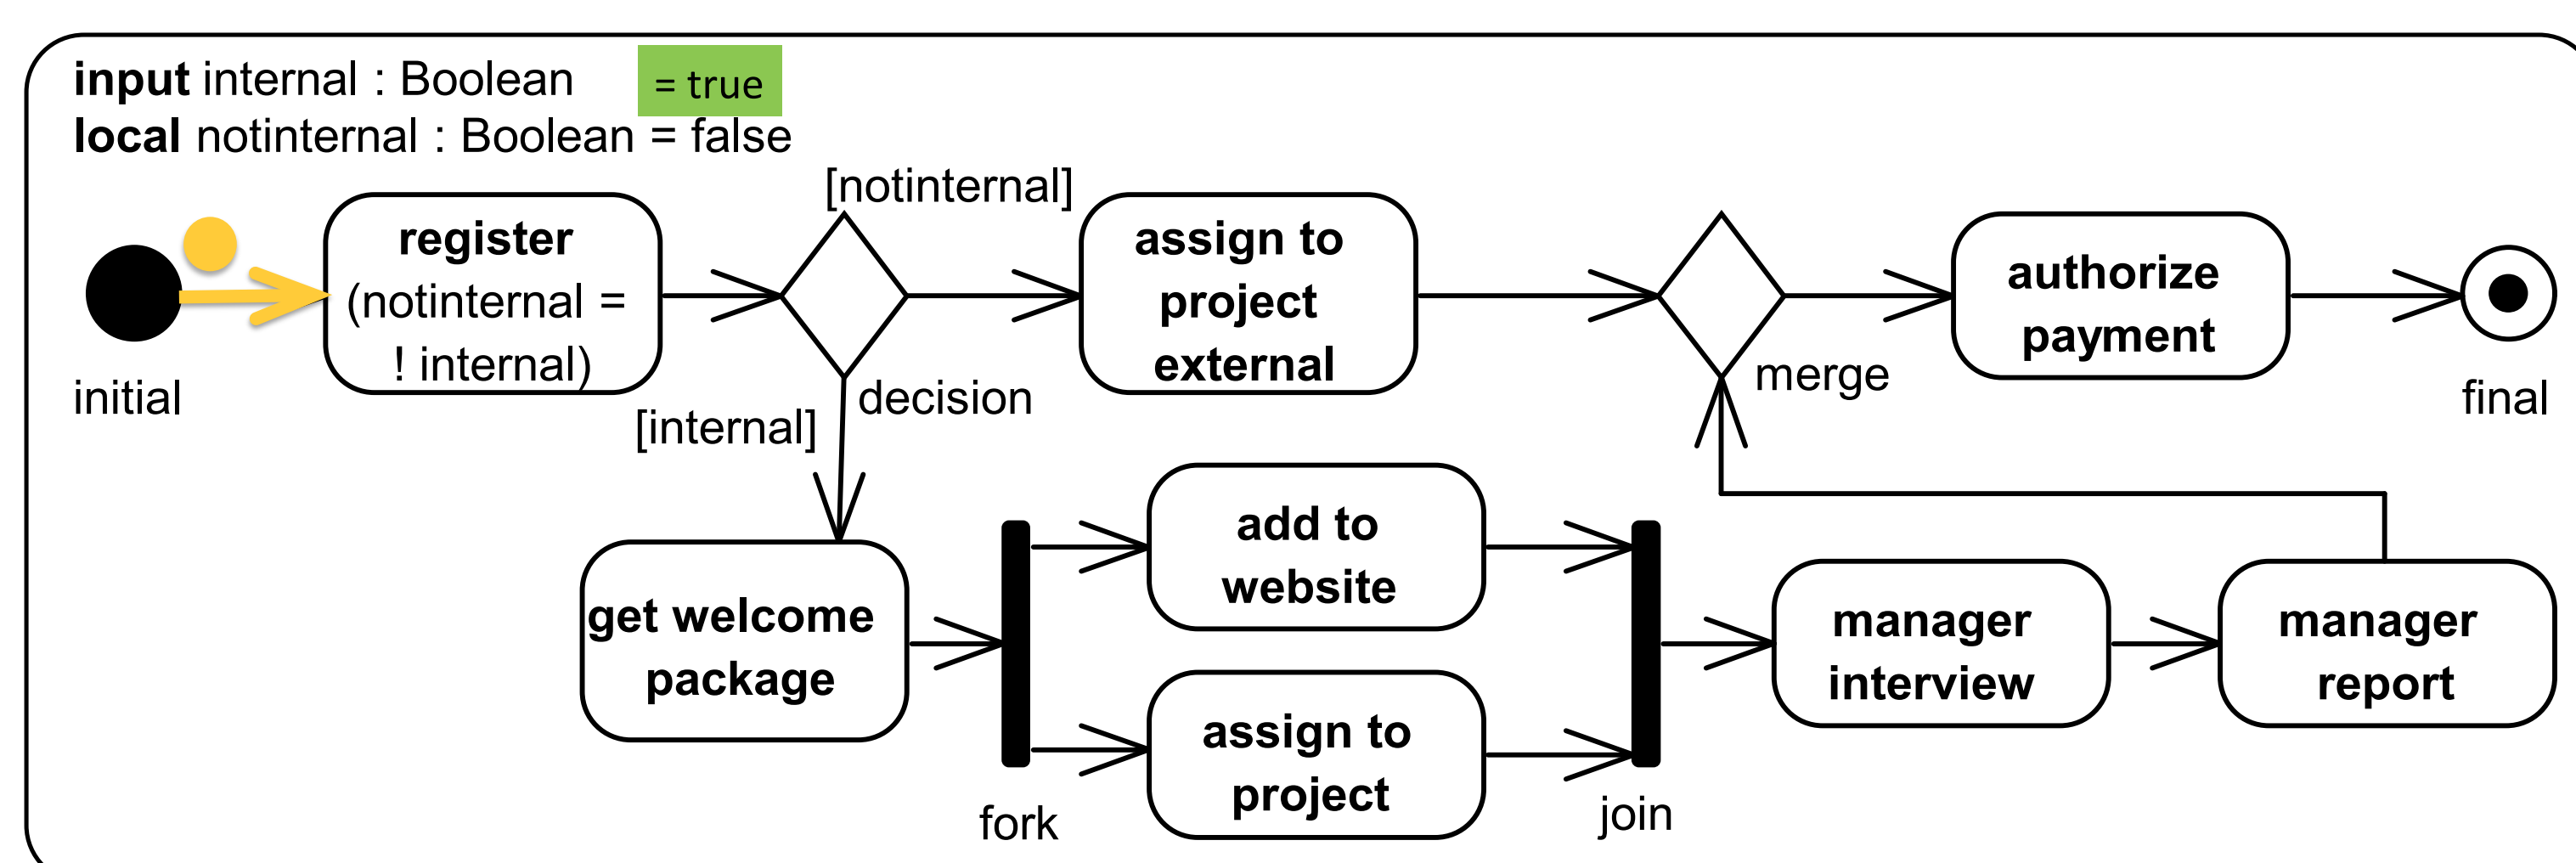 input internal : Boolean = true
local notinternal : Boolean = false
[notinternal]
register
(notinternal =
! internal)
assign to
project
external
authorize
payment
initial
[internal]
decision
merge
final
get welcome
package
add to
website
assign to
project
manager
interview
manager
report
fork
join